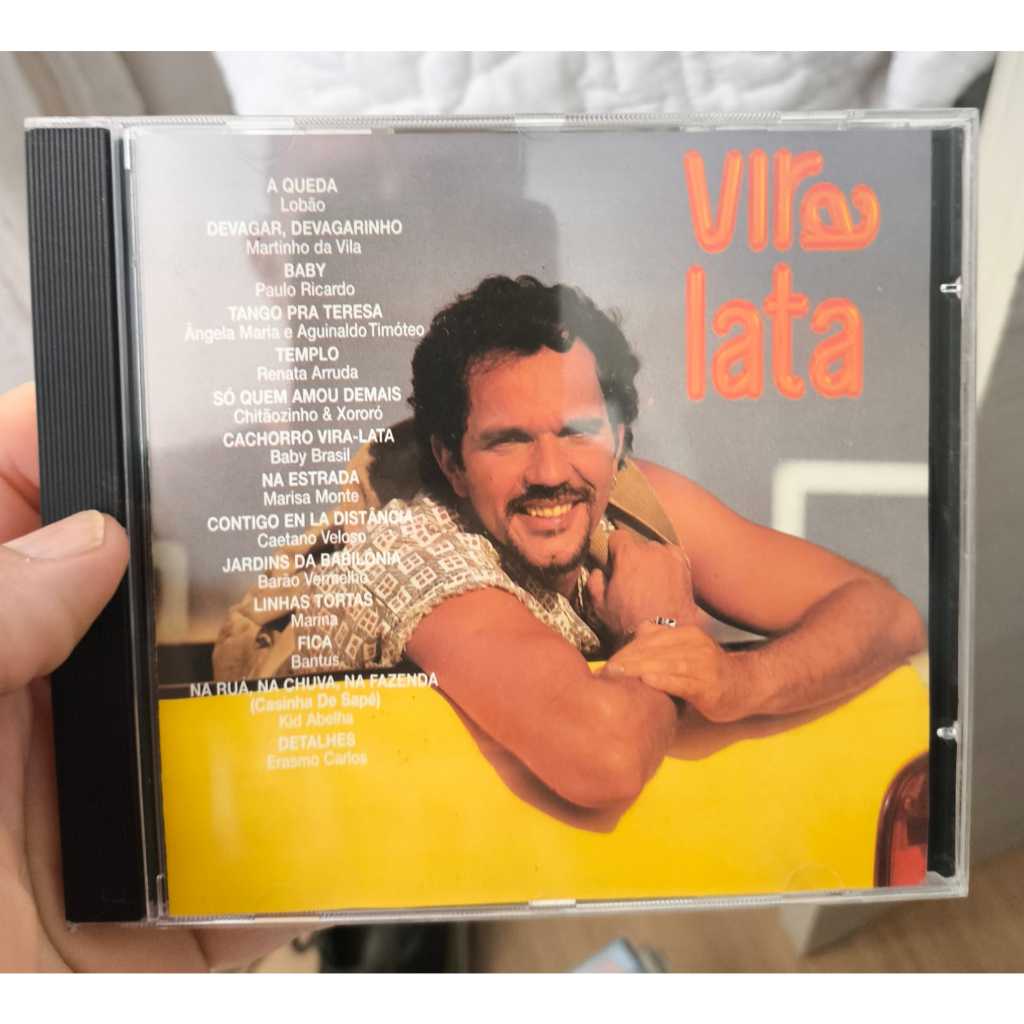 VIra
lata
A QUEDA
Lobão
DEVAGAR, DEVAGARINHO
Martinho da Vila
BABY
Paulo Ricardo
TANGO PRA TERESA
Ângela Maria e Aguinaldo Timóteo
TEMPLO
Renata Arruda
SÓ QUEM AMOU DEMAIS
Chitãozinho & Xororó
CACHORRO VIRA-LATA
Baby Brasil
NA ESTRADA
Marisa Monte
CONTIGO EN LA DISTÂNCIA
Caetano Veloso
JARDINS DA BABILÔNIA
Barão Vermelho
LINHAS TORTAS
Marina
FICA
Bantus
NA RUA, NA CHUVA, NA FAZENDA
(Casinha De Sapé)
Kid Abelha
DETALHES
Erasmo Carlos